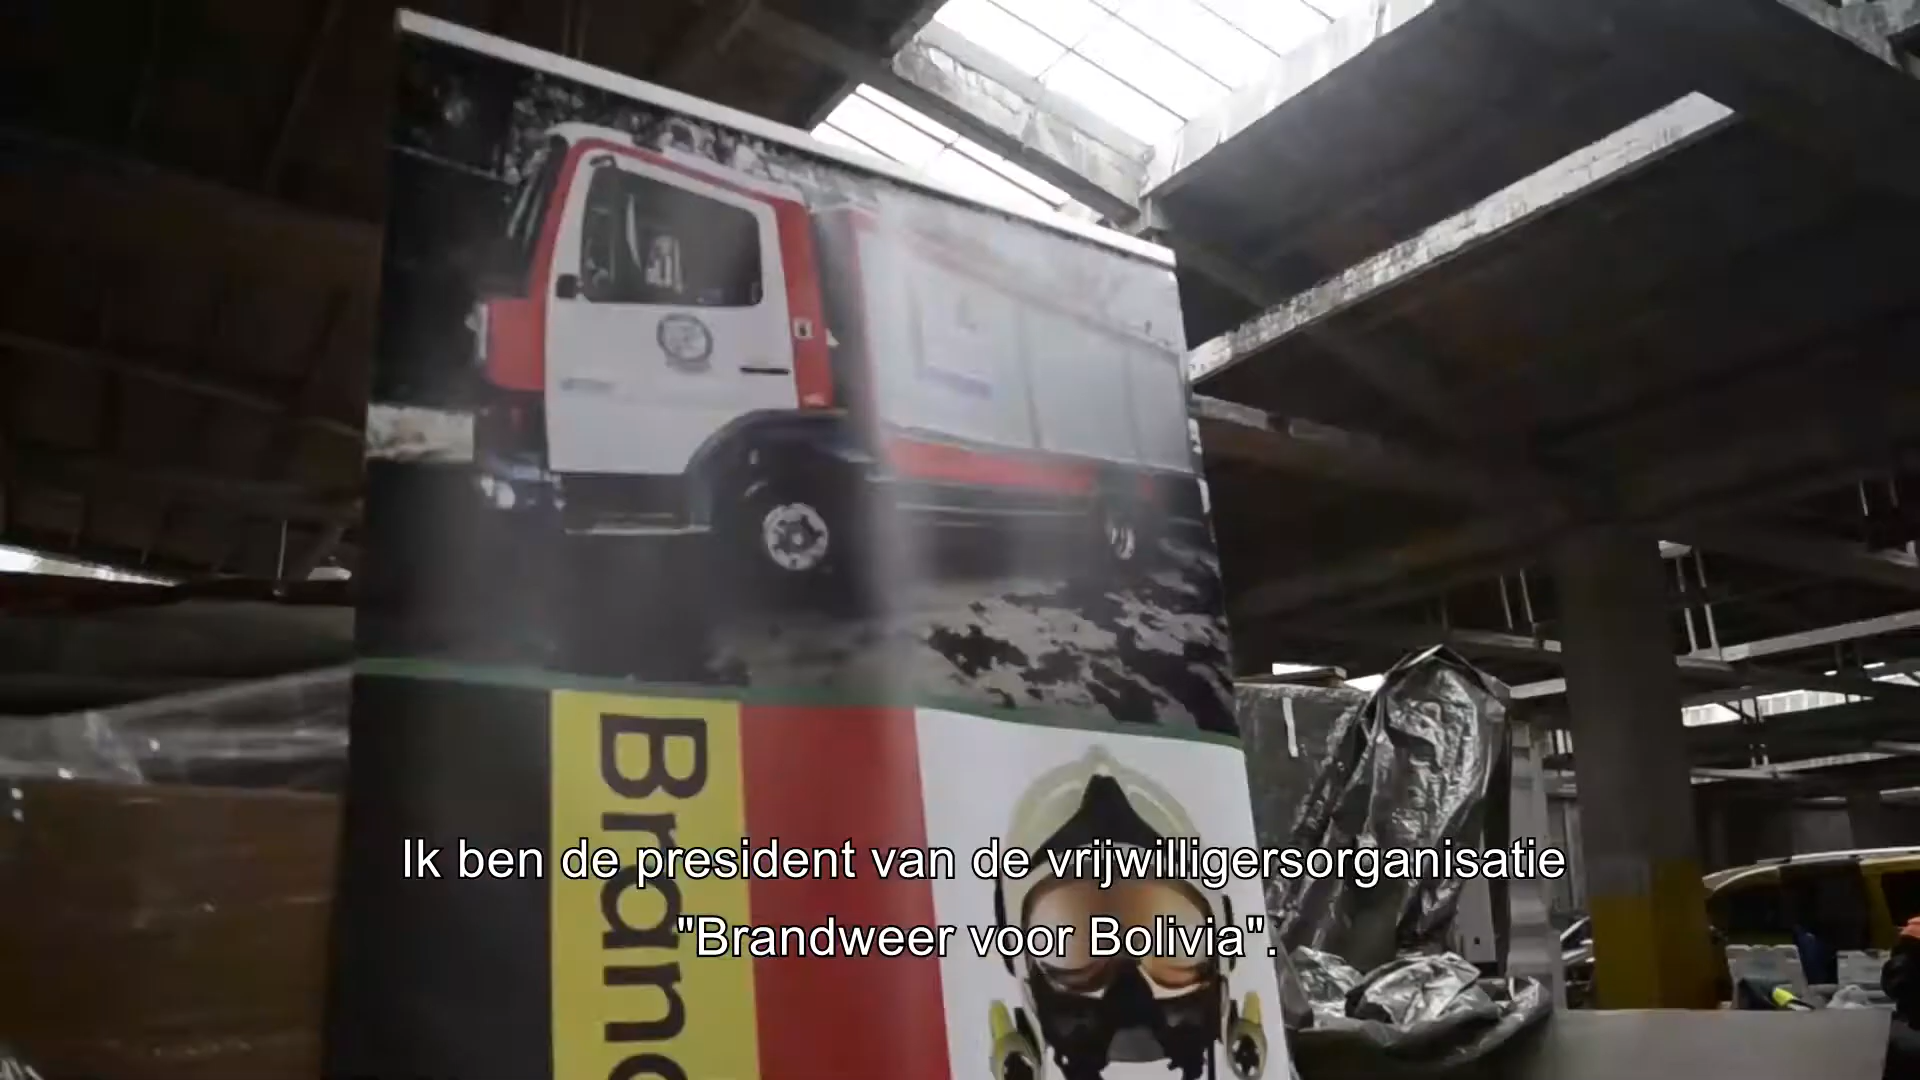 Brand
Ik ben de president van de vrijwilligersorganisatie
"Brandweer voor Bolivia".